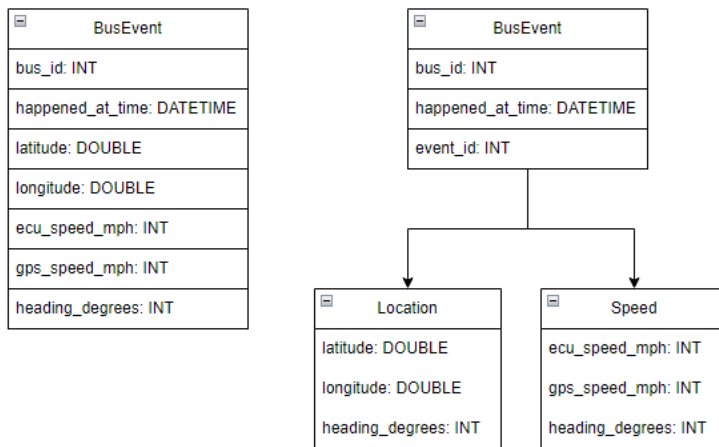 BusEvent
bus_id: INT
happened_at_time: DATETIME
latitude: DOUBLE
longitude: DOUBLE
ecu_speed_mph: INT
gps_speed_mph: INT
heading_degrees: INT
BusEvent
bus_id: INT
happened_at_time: DATETIME
event_id: INT
Location
latitude: DOUBLE
longitude: DOUBLE
heading_degrees: INT
Speed
ecu_speed_mph: INT
gps_speed_mph: INT
heading_degrees: INT